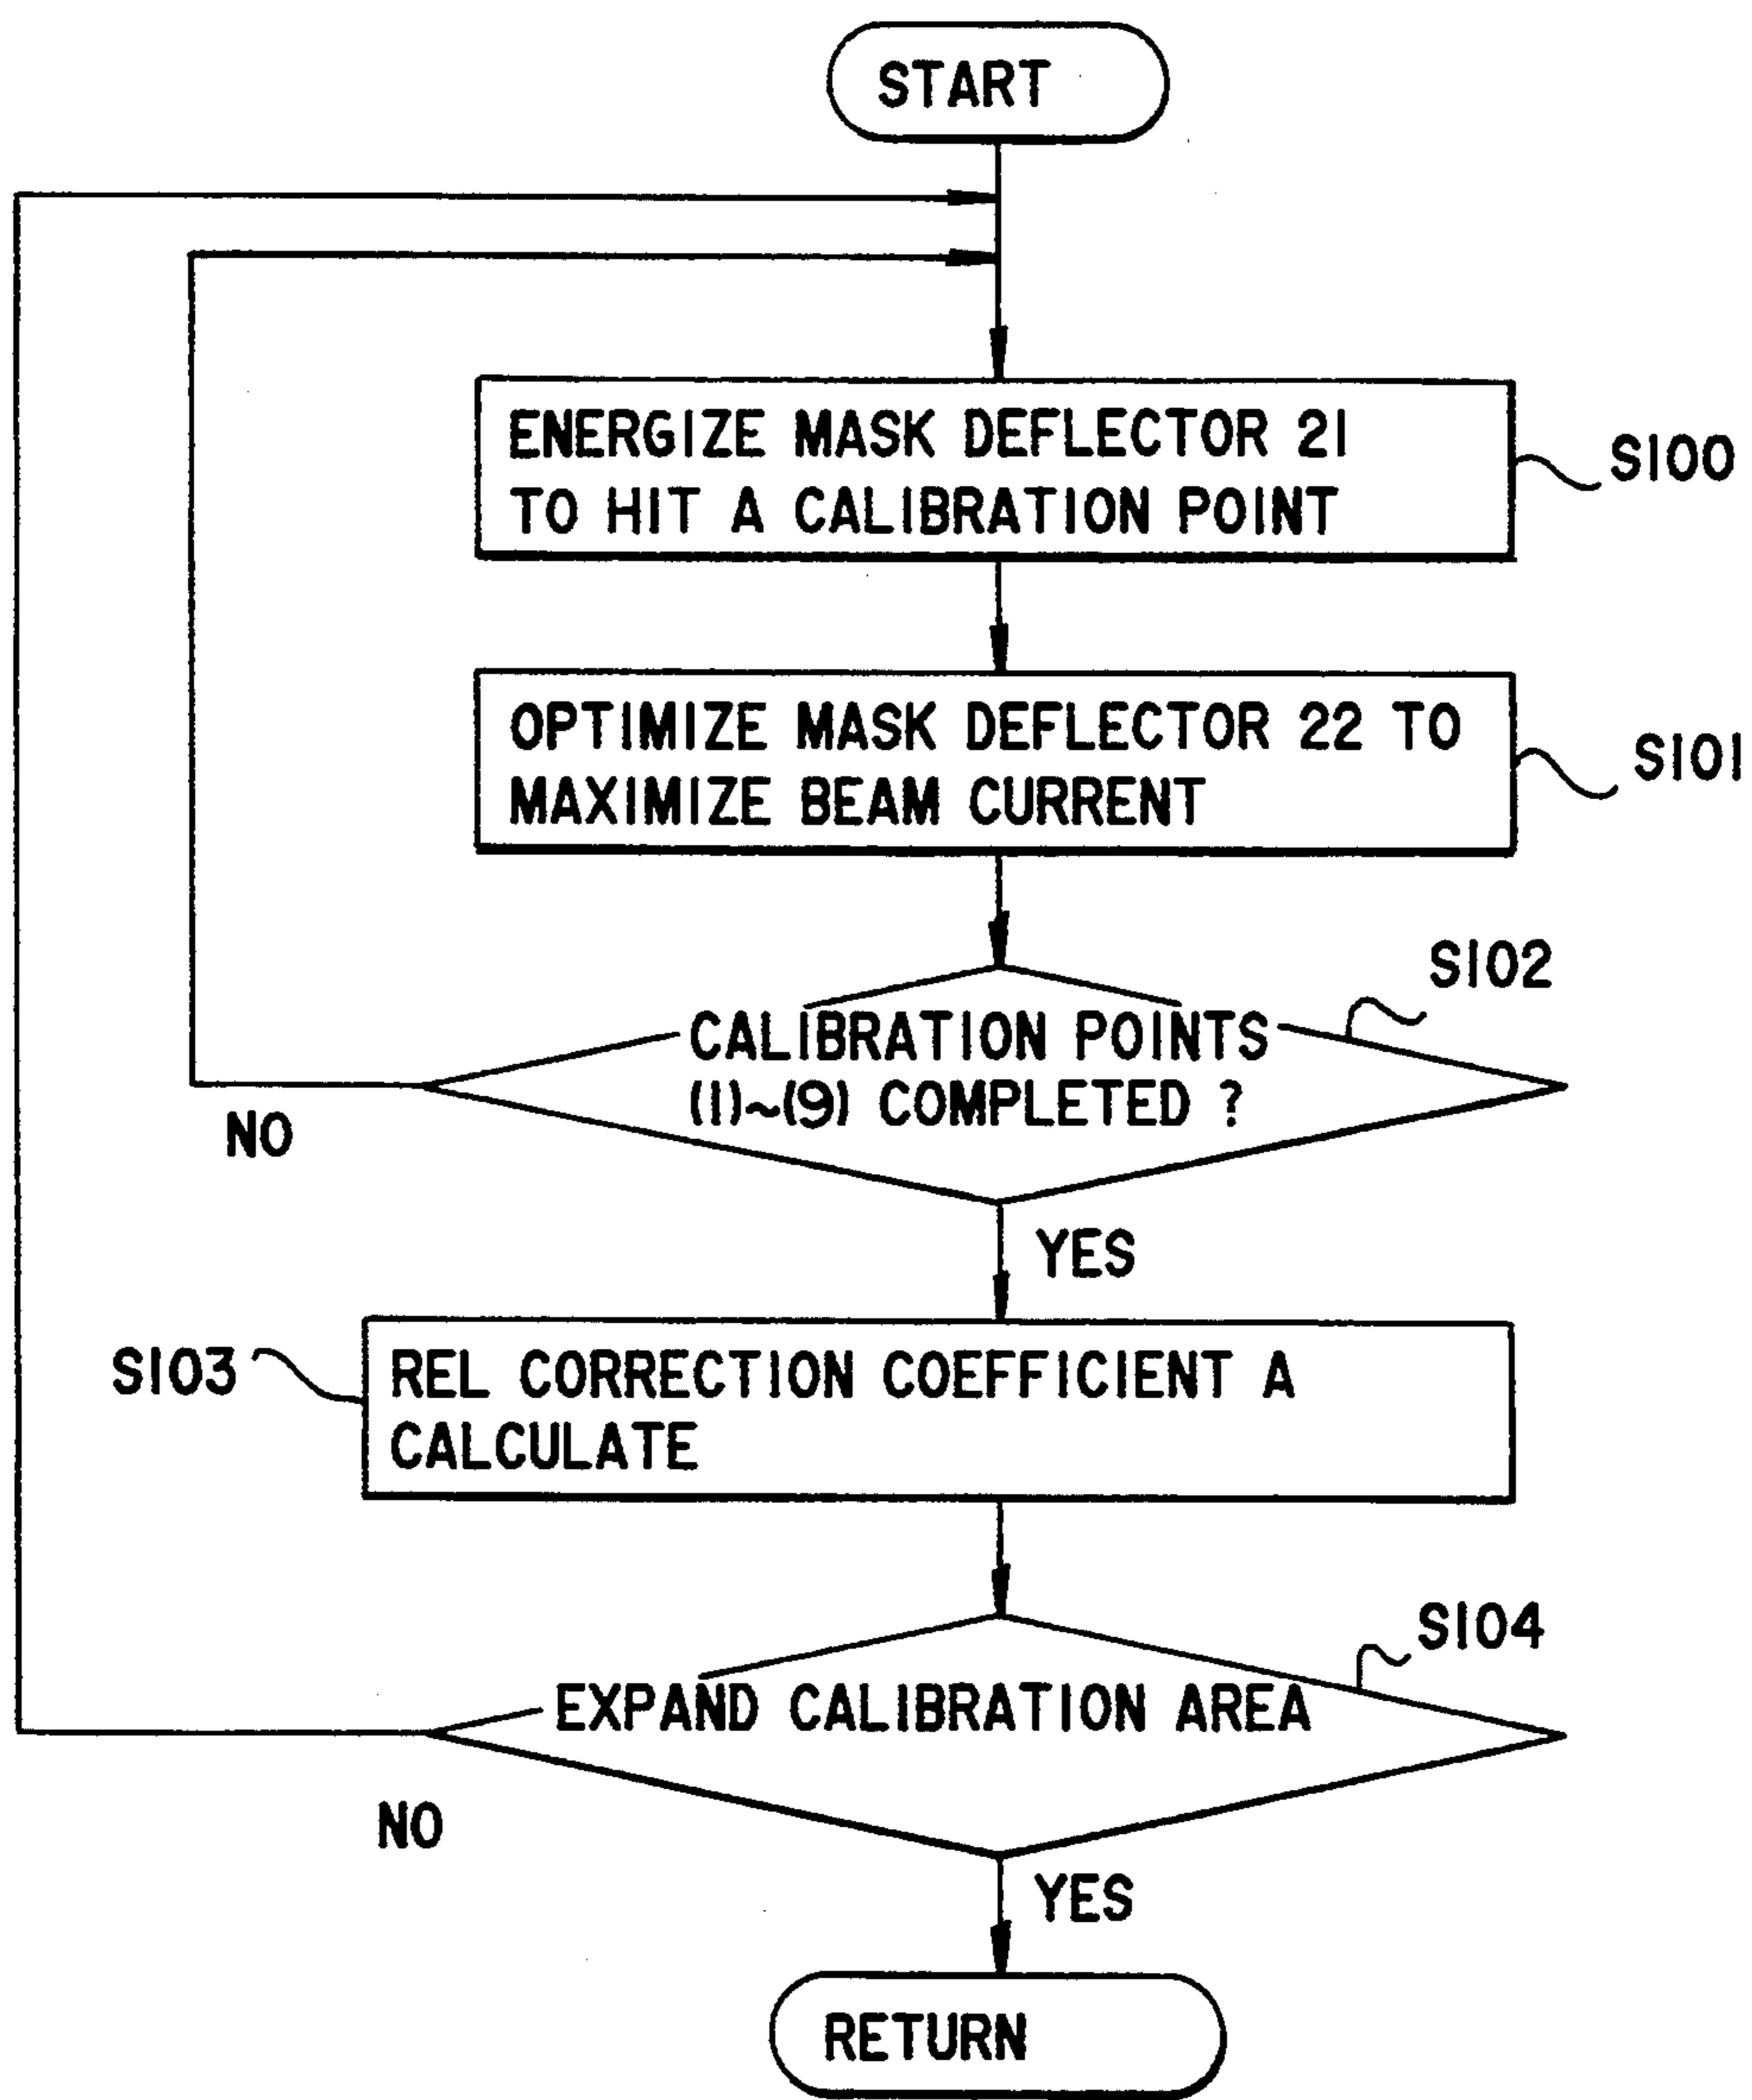 START
ENERGIZE MASK DEFLECTOR 21
TO HIT A CALIBRATION POINT
S100
OPTIMIZE MASK DEFLECTOR 22 TO
MAXIMIZE BEAM CURRENT
S101
S102
CALIBRATION POINTS
(1)~(9) COMPLETED ?
NO
YES
S103
REL CORRECTION COEFFICIENT A
CALCULATE
S104
EXPAND CALIBRATION AREA
NO
YES
RETURN